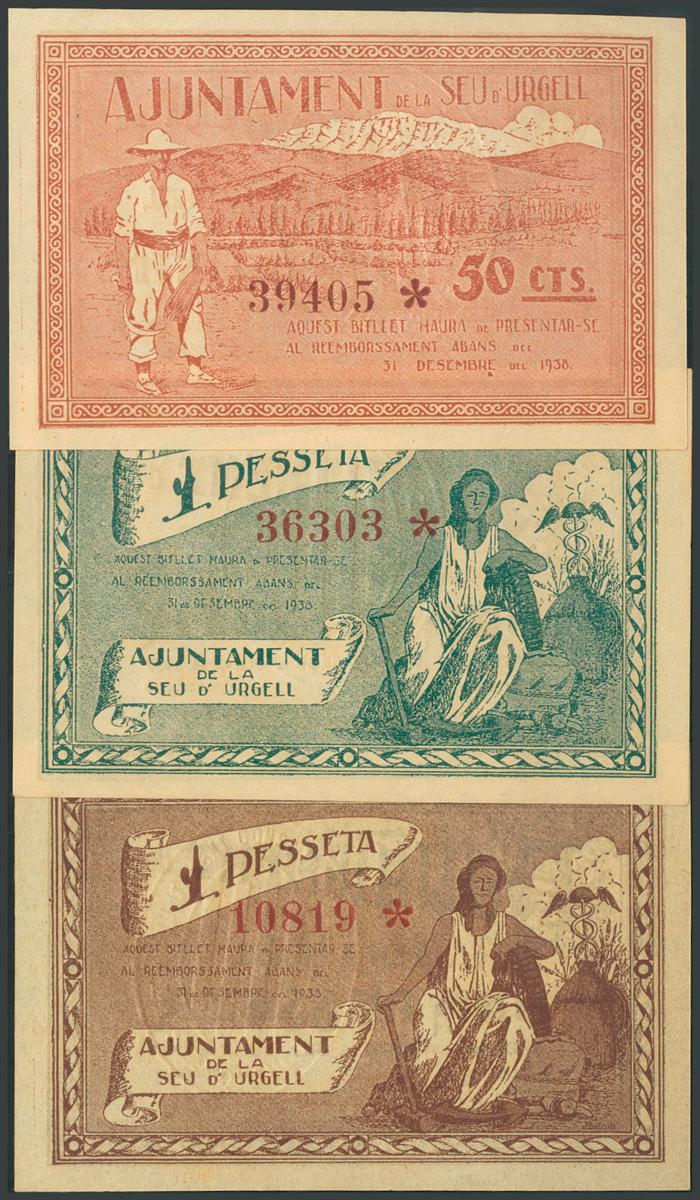 AJUNTAMENT DE LA SEU D'URGELL
39405 * 50 CTS.
AQUEST BITLLET HAURA DE PRESENTAR-SE
AL REEMBORSSAMENT ABANS DEL
31 DESEMBRE DEL 1938.
1 PESSETA
36303 *
AQUEST BITLLET HAURA DE PRESENTAR-SE
AL REEMBORSSAMENT ABANS DEL
31 DE DESEMBRE DEL 1938.
AJUNTAMENT
DE LA
SEU D' URGELL
1 PESSETA
10819 *
AQUEST BITLLET HAURA DE PRESENTAR-SE
AL REEMBORSSAMENT ABANS DEL
31 DE DESEMBRE DEL 1938.
AJUNTAMENT
DE LA
SEU D' URGELL